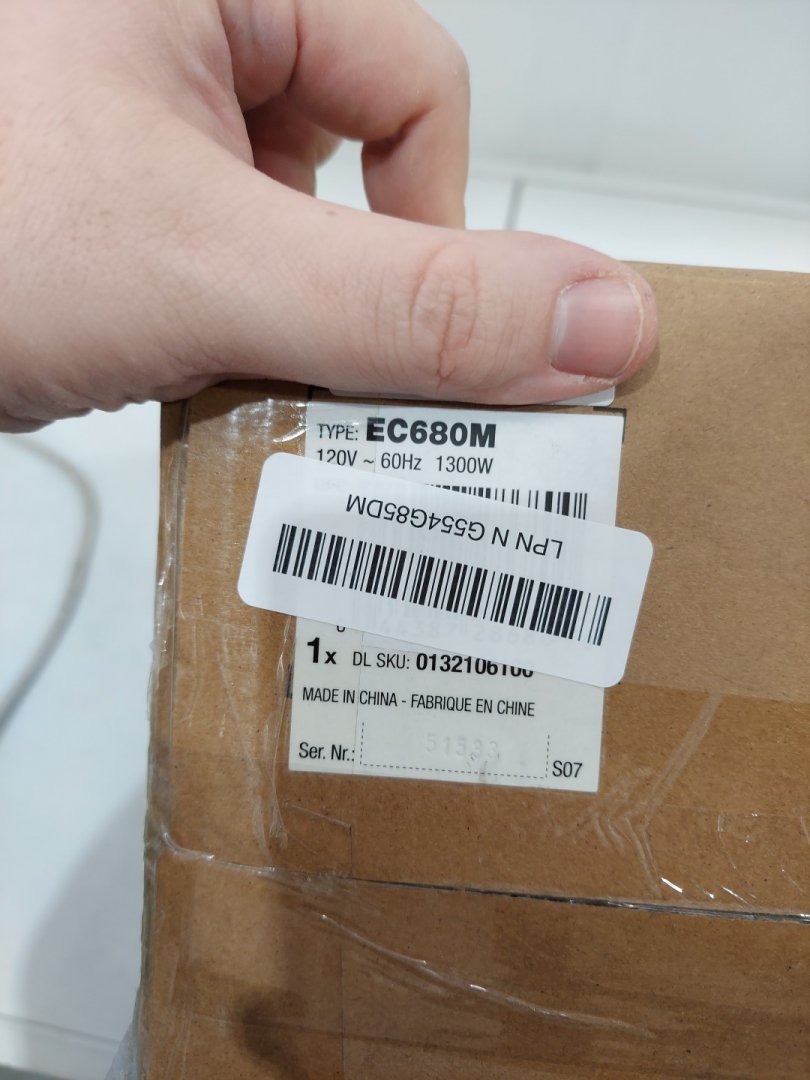 TYPE: EC680M
120V ~ 60Hz 1300W
LPN N G554G85DM
1x DL SKU: 0132106100
MADE IN CHINA - FABRIQUE EN CHINE
Ser. Nr.:
S07